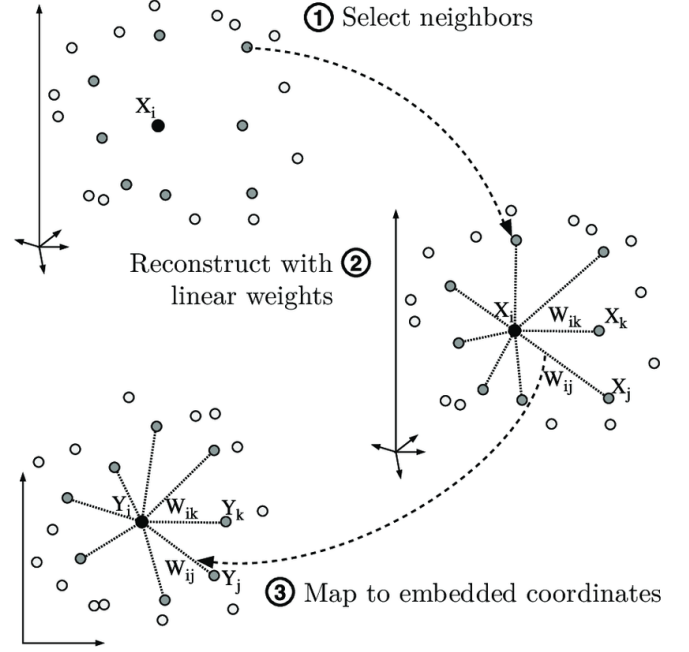 1 Select neighbors
Xi
Reconstruct with 2
linear weights
Xi
Wik
Xk
Wij
Xj
Yi
Wik
Yk
Wij
Yj
3 Map to embedded coordinates